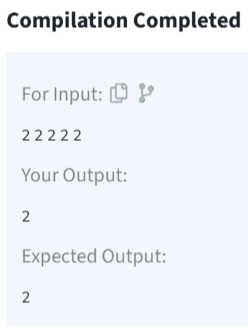 Compilation Completed
For Input:
2 2 2 2 2
Your Output:
2
Expected Output:
2